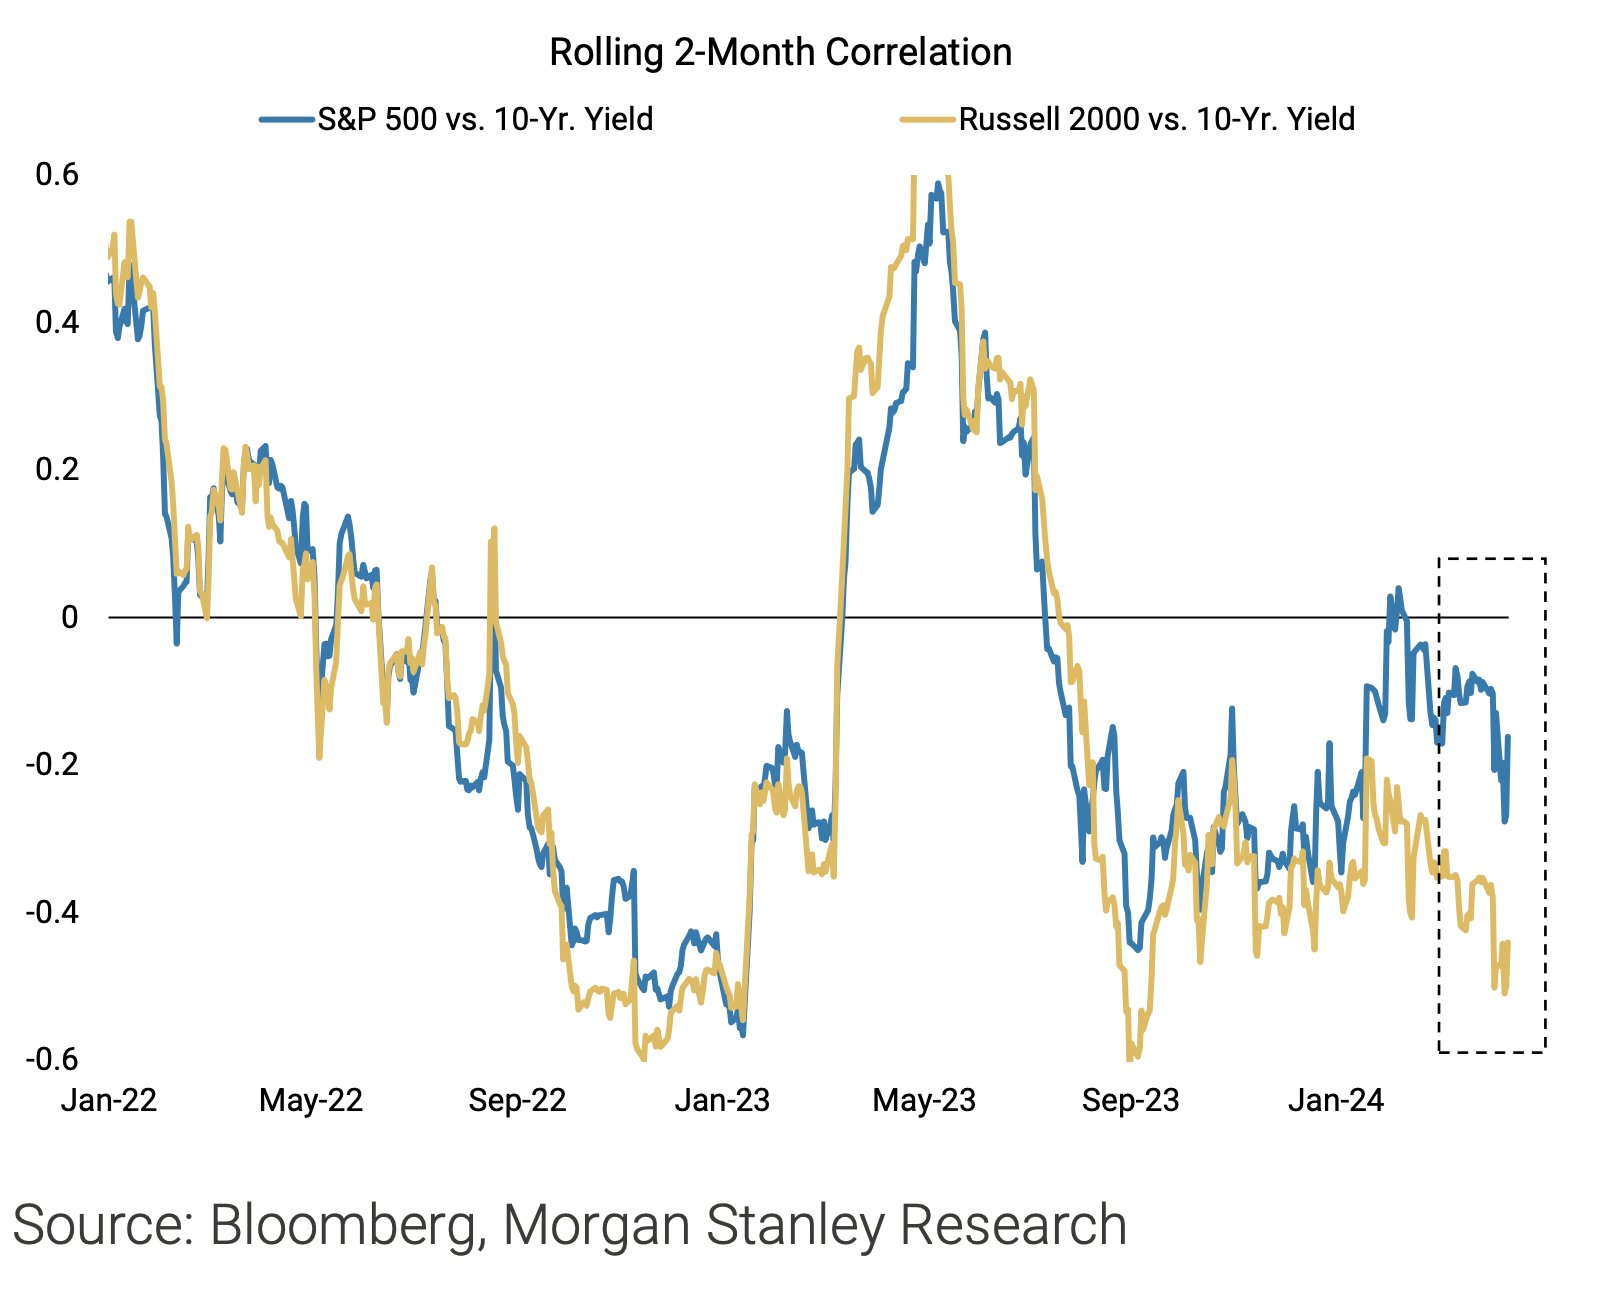 Rolling 2-Month Correlation
S&P 500 vs. 10-Yr. Yield
Russell 2000 vs. 10-Yr. Yield
0.6
0.4
0.2
0
-0.2
-0.4
-0.6
Jan-22 May-22 Sep-22 Jan-23 May-23 Sep-23 Jan-24
Source: Bloomberg, Morgan Stanley Research